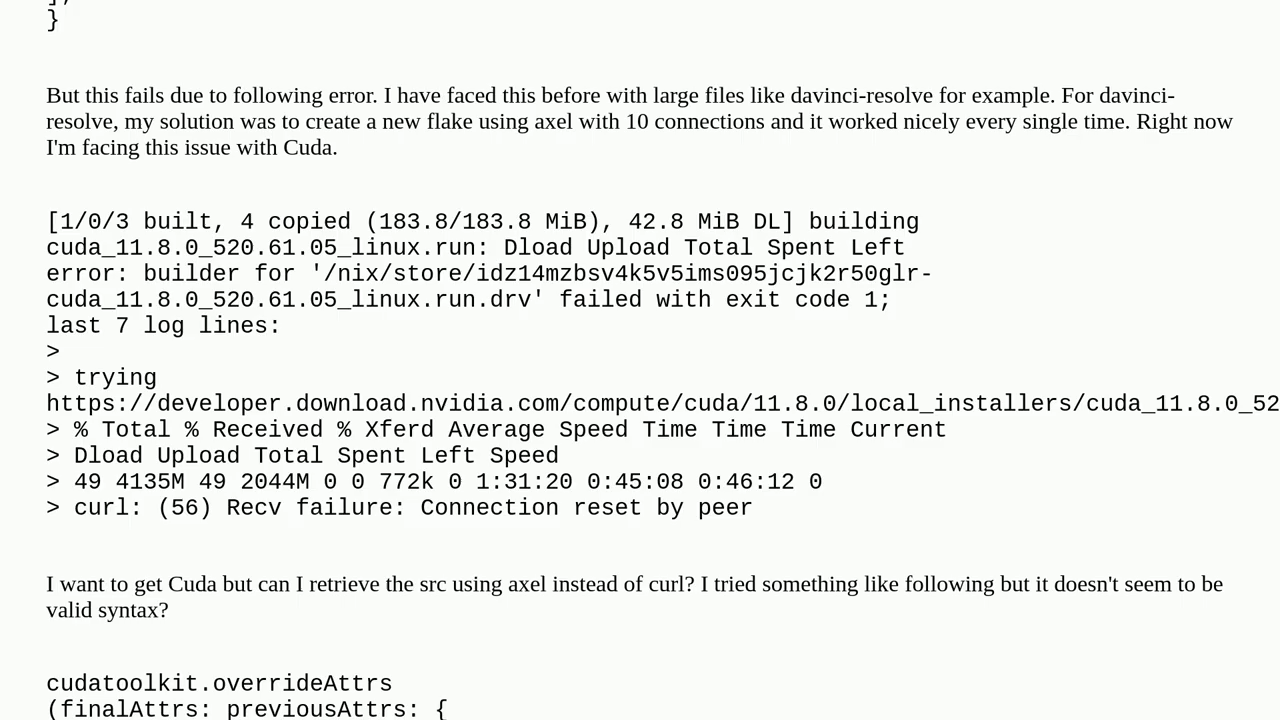 }
But this fails due to following error. I have faced this before with large files like davinci-resolve for example. For davinci-
resolve, my solution was to create a new flake using axel with 10 connections and it worked nicely every single time. Right now
I'm facing this issue with Cuda.
[1/0/3 built, 4 copied (183.8/183.8 MiB), 42.8 MiB DL] building
cuda_11.8.0_520.61.05_linux.run: Dload Upload Total Spent Left
error: builder for '/nix/store/idz14mzbsv4k5v5ims095jcjk2r50glr-
cuda_11.8.0_520.61.05_linux.run.drv' failed with exit code 1;
last 7 log lines:
>
> trying
https://developer.download.nvidia.com/compute/cuda/11.8.0/local_installers/cuda_11.8.0_52
> % Total % Received % Xferd Average Speed Time Time Time Current
> Dload Upload Total Spent Left Speed
> 49 4135M 49 2044M 0 0 772k 0 1:31:20 0:45:08 0:46:12 0
> curl: (56) Recv failure: Connection reset by peer
I want to get Cuda but can I retrieve the src using axel instead of curl? I tried something like following but it doesn't seem to be
valid syntax?
cudatoolkit.overrideAttrs
(finalAttrs: previousAttrs: {